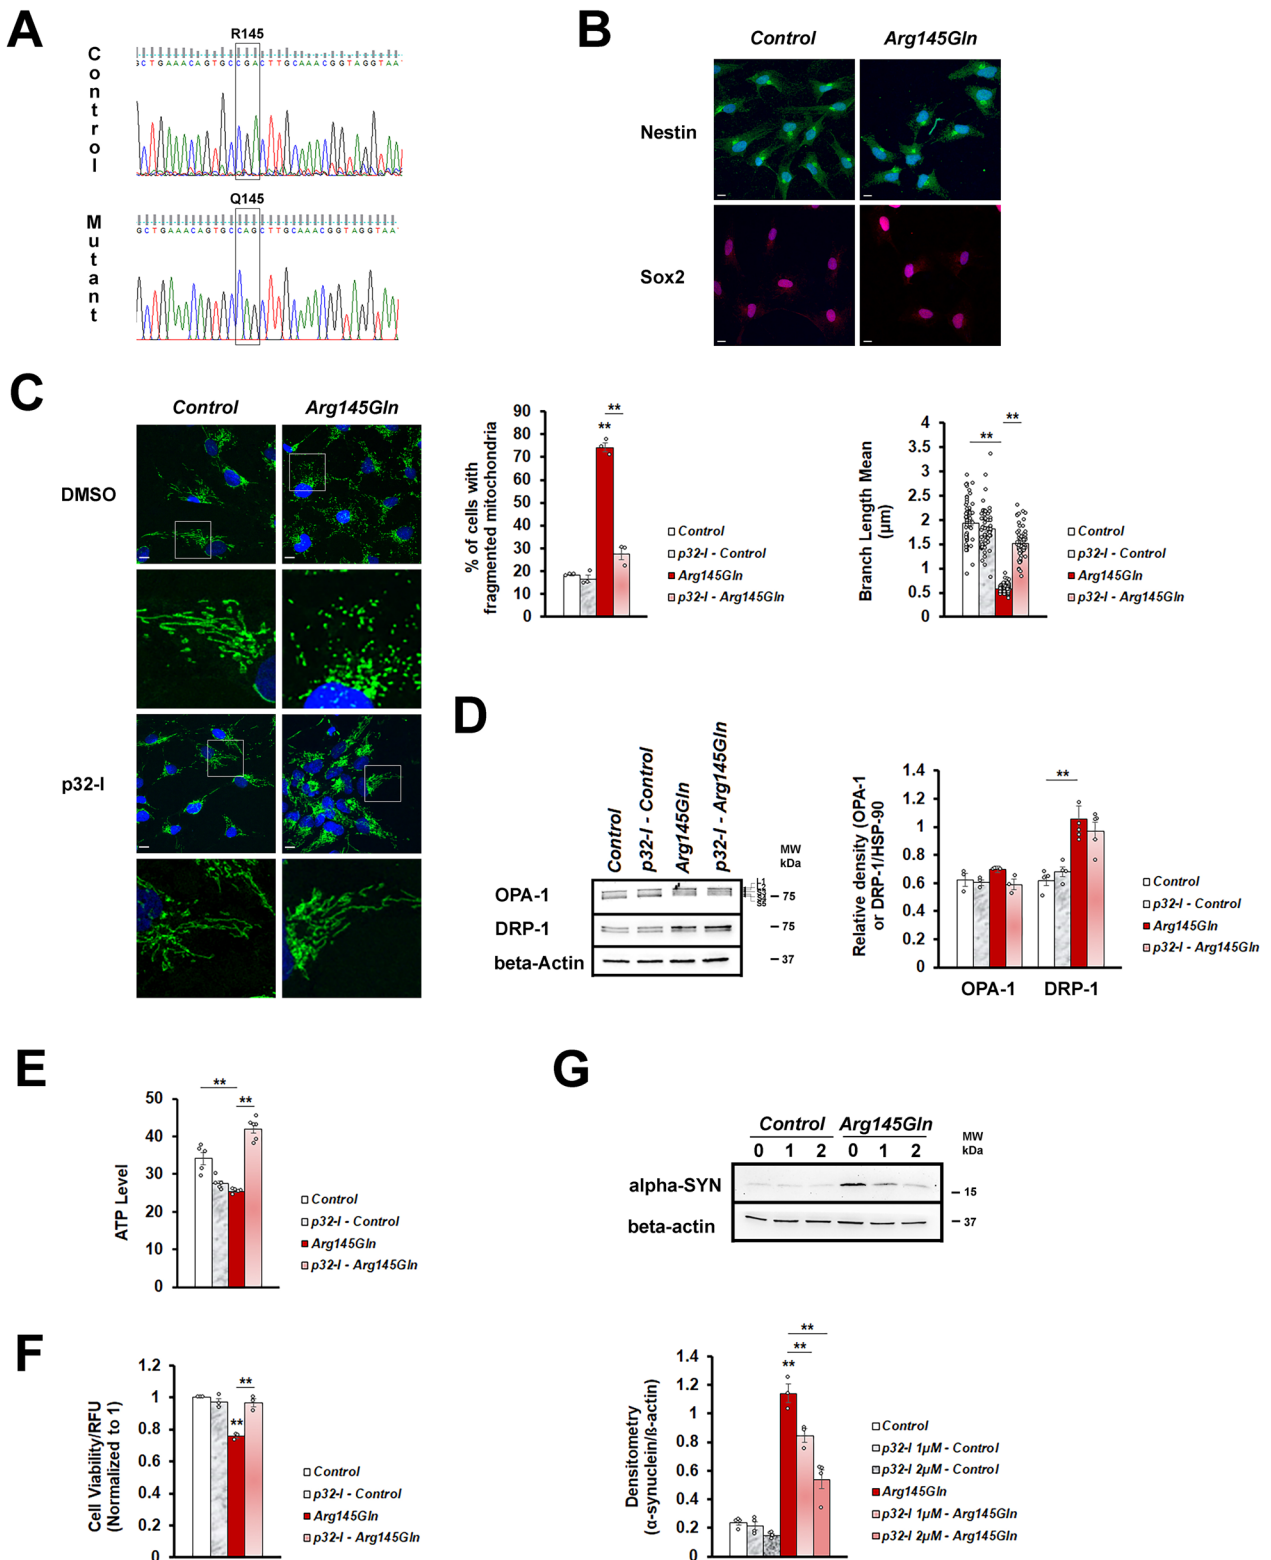 A
R145
Control
GCTGAAACAGTGCCGACTTGCAAACGGTAGGTAA
Q145
Mutant
GCTGAAACAGTGCCAGCTTGCAAACGGTAGGTAA
B
Control Arg145Gln
Nestin
Sox2
C
Control Arg145Gln
DMSO
p32-I
% of cells with
fragmented mitochondria
90
80
70
60
50
40
30
20
10
0
**
**
Control
p32-I - Control
Arg145Gln
p32-I - Arg145Gln
Branch Length Mean
(µm)
4
3.5
3
2.5
2
1.5
1
0.5
0
**
**
Control
p32-I - Control
Arg145Gln
p32-I - Arg145Gln
D
Control
p32-I - Control
Arg145Gln
p32-I - Arg145Gln
MW
kDa
OPA-1
75
DRP-1
75
beta-Actin
37
Relative density (OPA-1
or DRP-1/HSP-90
1.4
1.2
1
0.8
0.6
0.4
0.2
0
**
OPA-1 DRP-1
Control
p32-I - Control
Arg145Gln
p32-I - Arg145Gln
E
ATP Level
50
40
30
20
10
0
**
**
Control
p32-I - Control
Arg145Gln
p32-I - Arg145Gln
F
Cell Viability/RFU
(Normalized to 1)
1.2
1
0.8
0.6
0.4
0.2
0
**
**
Control
p32-I - Control
Arg145Gln
p32-I - Arg145Gln
G
Control Arg145Gln
0 1 2 0 1 2
MW
kDa
alpha-SYN
15
beta-actin
37
Densitometry
(α-synuclein/ß-actin)
1.4
1.2
1
0.8
0.6
0.4
0.2
0
**
**
**
Control
p32-I 1µM - Control
p32-I 2µM - Control
Arg145Gln
p32-I 1µM - Arg145Gln
p32-I 2µM - Arg145Gln